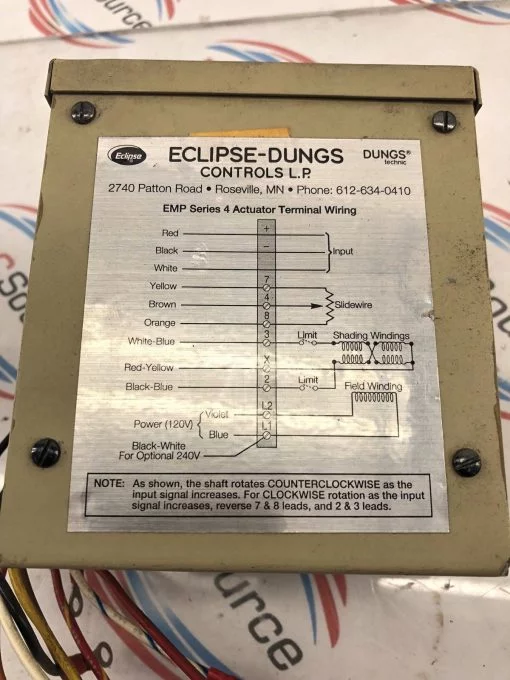 Source
Eclipse
ECLIPSE-DUNGS
CONTROLS L.P.
DUNGS®
technic
2740 Patton Road • Roseville, MN • Phone: 612-634-0410
EMP Series 4 Actuator Terminal Wiring
Red +
Black −
White
Input
Yellow 7
Brown 4
Orange 8
Slidewire
White-Blue 3 Limit Shading Windings
Red-Yellow X
Black-Blue 2 Limit Field Winding
Power (120V) Violet L2
Blue L1
Black-White
For Optional 240V
NOTE: As shown, the shaft rotates COUNTERCLOCKWISE as the
input signal increases. For CLOCKWISE rotation as the input
signal increases, reverse 7 & 8 leads, and 2 & 3 leads.